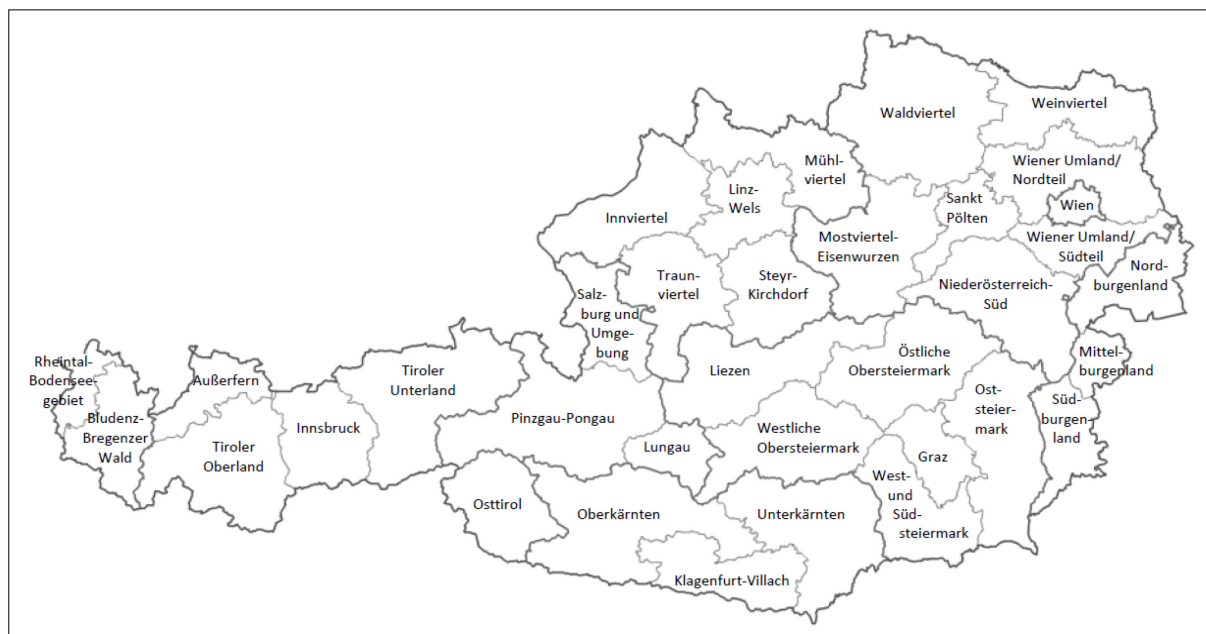 Waldviertel
Weinviertel
Mühl-
viertel
Wiener Umland/
Nordteil
Linz-
Wels
Sankt
Pölten
Wien
Innviertel
Mostviertel-
Eisenwurzen
Wiener Umland/
Südteil
Nord-
burgenland
Traun-
viertel
Steyr-
Kirchdorf
Niederösterreich-
Süd
Salz-
burg und
Umge-
bung
Rheintal-
Bodensee-
gebiet
Außerfern
Tiroler
Unterland
Liezen
Östliche
Obersteiermark
Mittel-
burgenland
Bludenz-
Bregenzer
Wald
Tiroler
Oberland
Innsbruck
Pinzgau-Pongau
Lungau
Westliche
Obersteiermark
Ost-
steier-
mark
Süd-
burgen-
land
Graz
West-
und
Süd-
steiermark
Osttirol
Oberkärnten
Unterkärnten
Klagenfurt-Villach